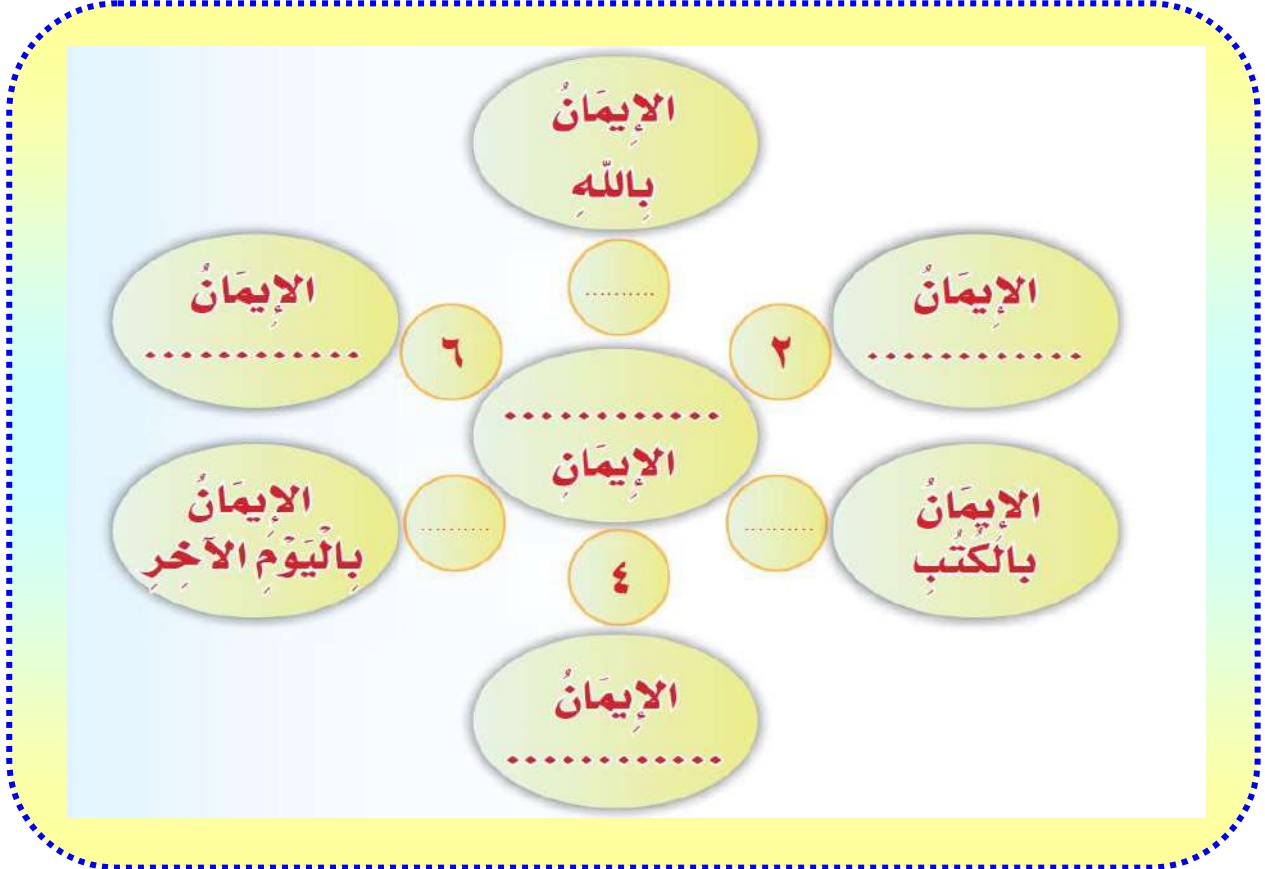 الإِيمَانُ
بِاللّهِ
.........
الإِيمَانُ
............
٢
الإِيمَانُ
بِالْكُتُبِ
.........
الإِيمَانُ
............
٤
الإِيمَانُ
بِالْيَوْمِ الآخِرِ
.........
الإِيمَانُ
............
٦
............
الإِيمَانِ